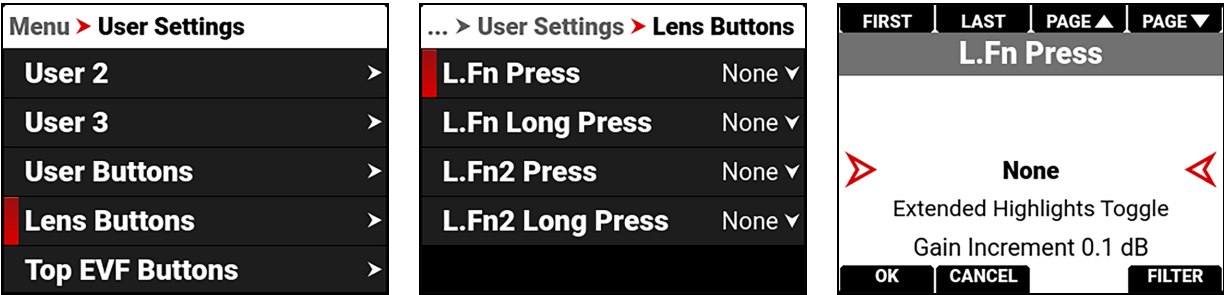 Menu ➤ User Settings
User 2
User 3
User Buttons
Lens Buttons
Top EVF Buttons
... ➤ User Settings ➤ Lens Buttons
L.Fn Press None
L.Fn Long Press None
L.Fn2 Press None
L.Fn2 Long Press None
FIRST LAST PAGE▲ PAGE▼
L.Fn Press
None
Extended Highlights Toggle
Gain Increment 0.1 dB
OK CANCEL FILTER